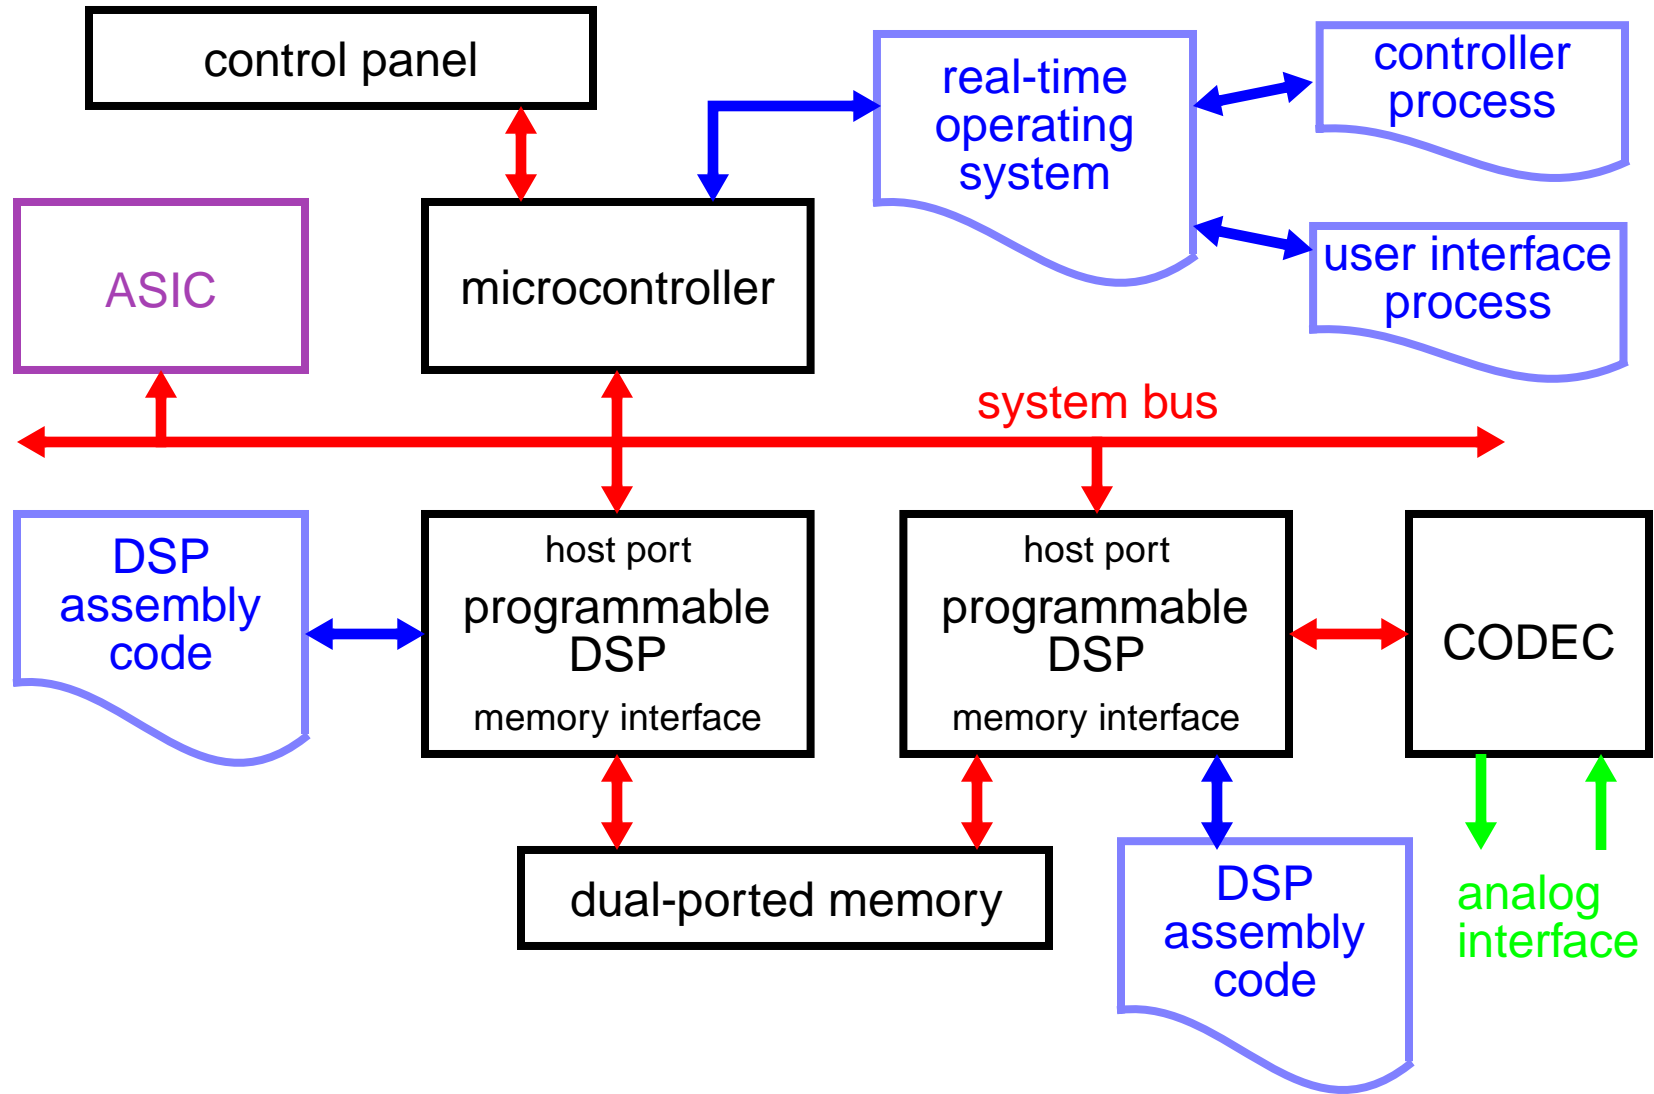 control panel
real-time
operating
system
controller
process
ASIC
microcontroller
user interface
process
system bus
DSP
assembly
code
host port
programmable
DSP
memory interface
host port
programmable
DSP
memory interface
CODEC
dual-ported memory
DSP
assembly
code
analog
interface